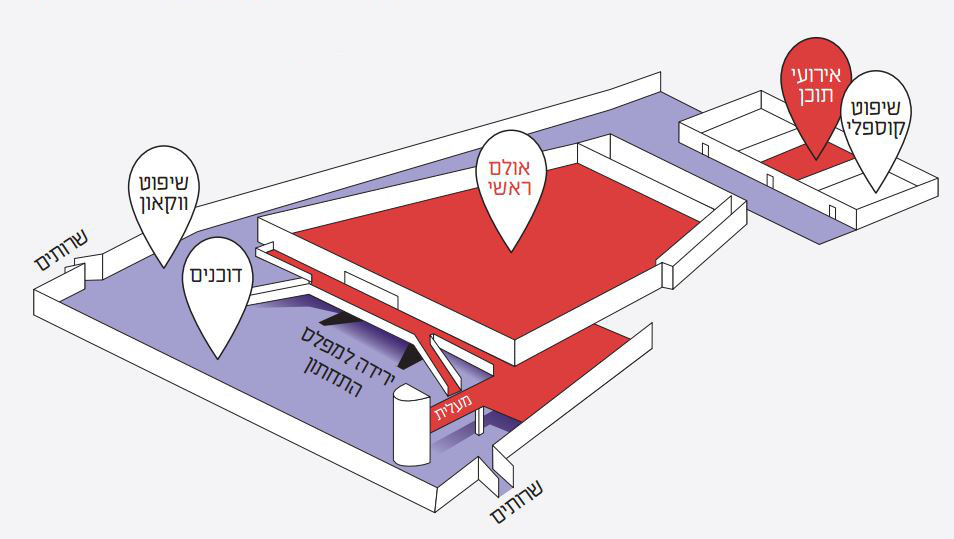 אירועי
תוכן
שיפוט
קוספליי
אולם
ראשי
שיפוט
ווקאון
שרותים
דוכנים
ירידה למפלס
התחתון
מעלית
שרותים